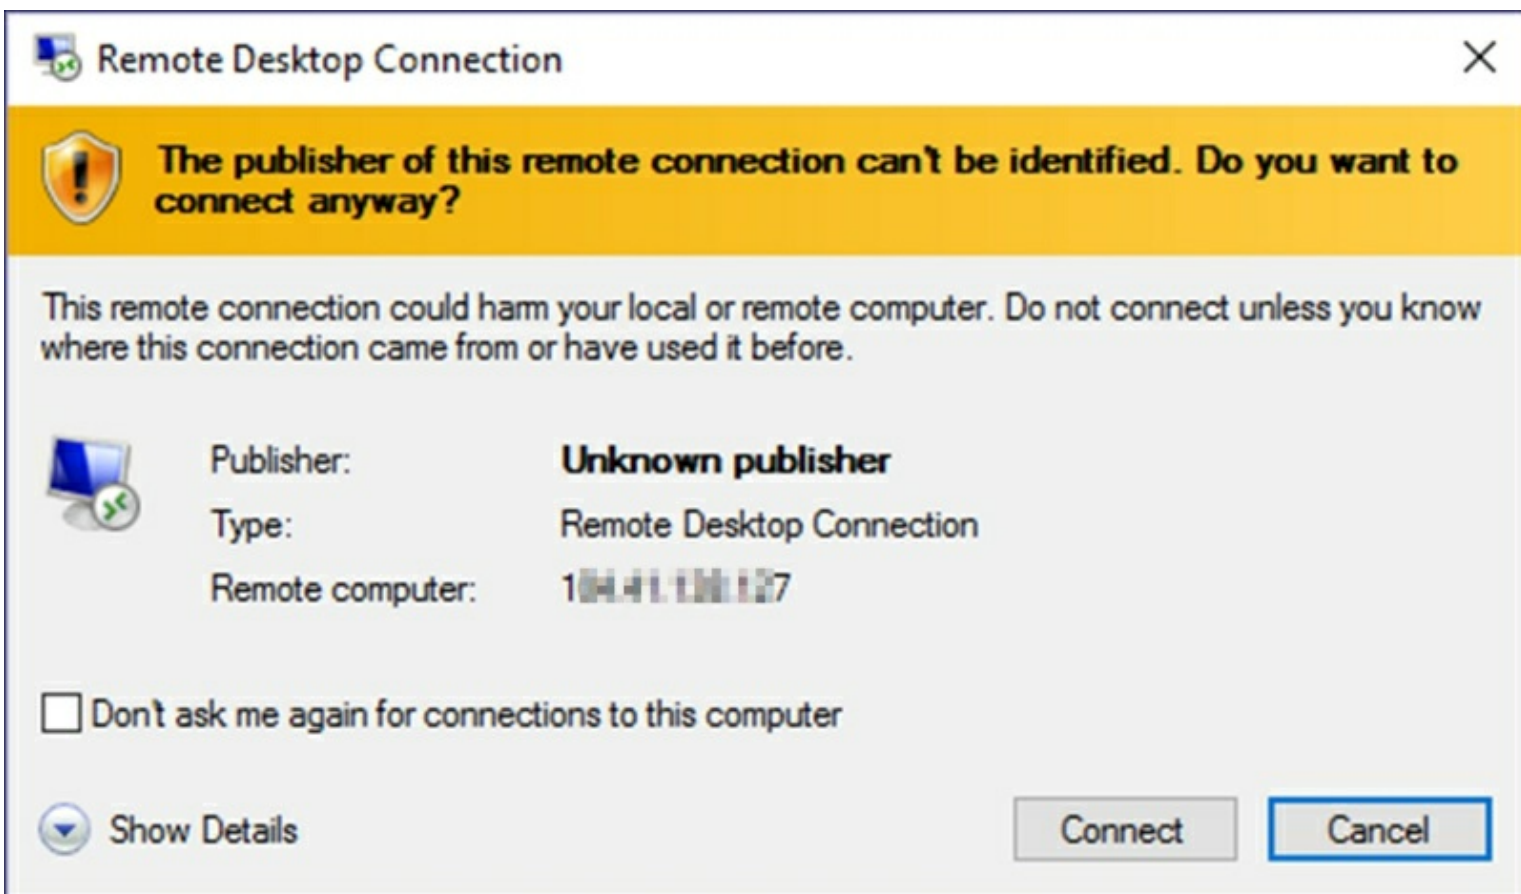 Remote Desktop Connection
The publisher of this remote connection can't be identified. Do you want to
connect anyway?
This remote connection could harm your local or remote computer. Do not connect unless you know
where this connection came from or have used it before.
Publisher: Unknown publisher
Type: Remote Desktop Connection
Remote computer:
Don't ask me again for connections to this computer
Show Details Connect Cancel